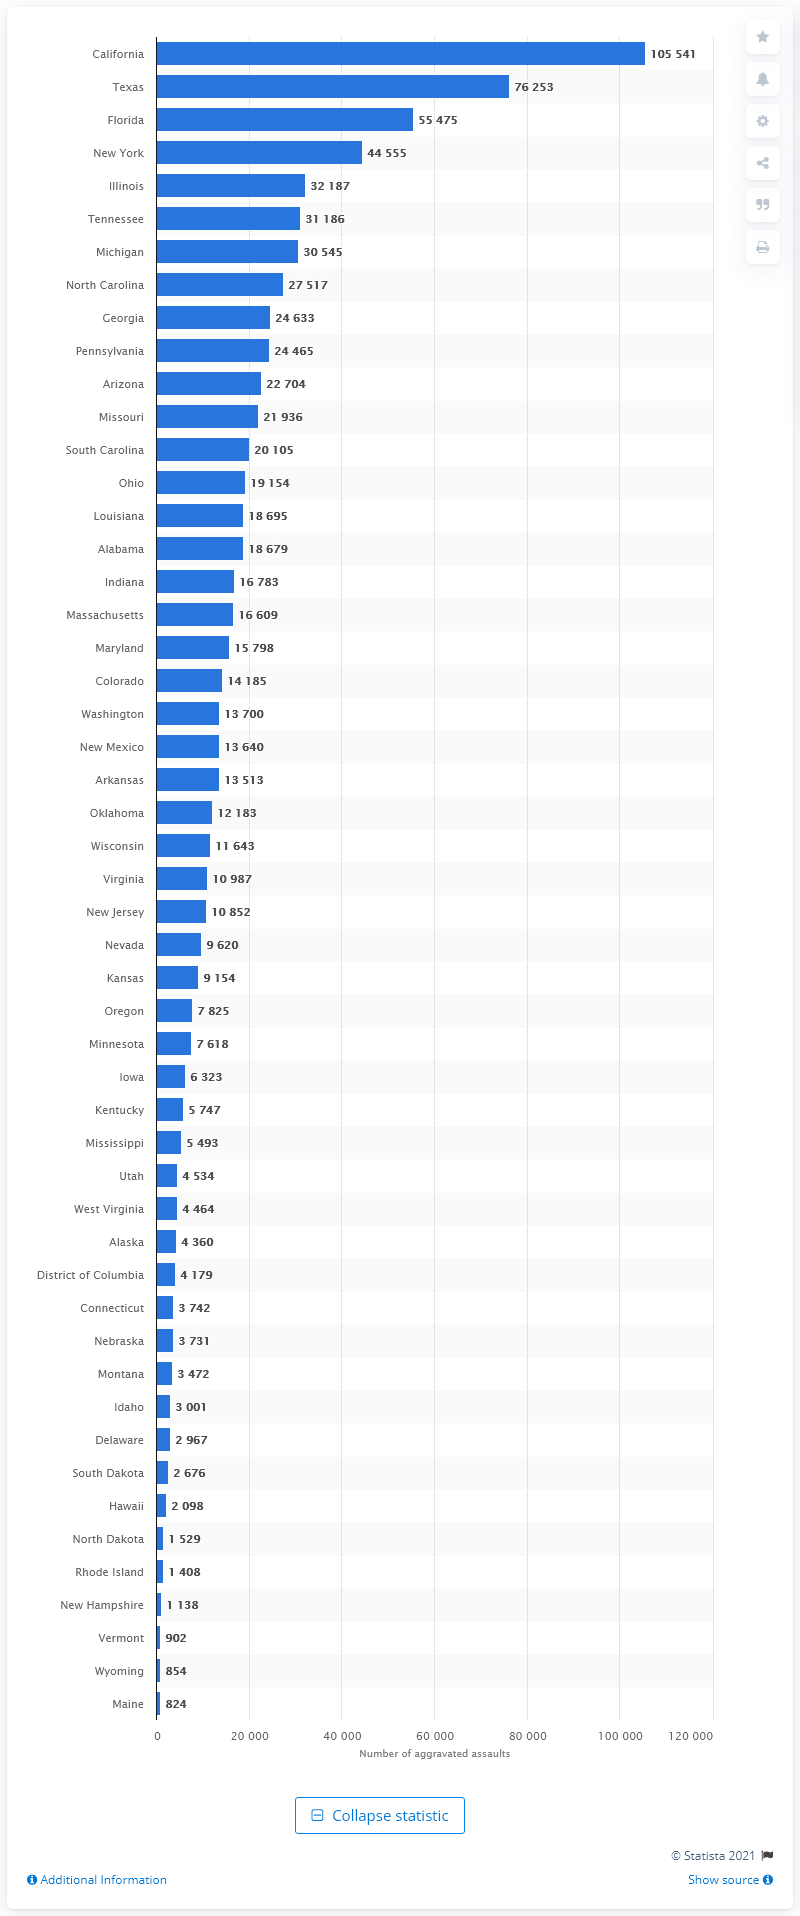 California 105 541
Texas 76 253
Florida 55 475
New York 44 555
Illinois 32 187
Tennessee 31 186
Michigan 30 545
North Carolina 27 517
Georgia 24 633
Pennsylvania 24 465
Arizona 22 704
Missouri 21 936
South Carolina 20 105
Ohio 19 154
Louisiana 18 695
Alabama 18 679
Indiana 16 783
Massachusetts 16 609
Maryland 15 798
Colorado 14 185
Washington 13 700
New Mexico 13 640
Arkansas 13 513
Oklahoma 12 183
Wisconsin 11 643
Virginia 10 987
New Jersey 10 852
Nevada 9 620
Kansas 9 154
Oregon 7 825
Minnesota 7 618
Iowa 6 323
Kentucky 5 747
Mississippi 5 493
Utah 4 534
West Virginia 4 464
Alaska 4 360
District of Columbia 4 179
Connecticut 3 742
Nebraska 3 731
Montana 3 472
Idaho 3 001
Delaware 2 967
South Dakota 2 676
Hawaii 2 098
North Dakota 1 529
Rhode Island 1 408
New Hampshire 1 138
Vermont 902
Wyoming 854
Maine 824
0 20 000 40 000 60 000 80 000 100 000 120 000
Number of aggravated assaults
Collapse statistic
© Statista 2021
Additional Information Show source